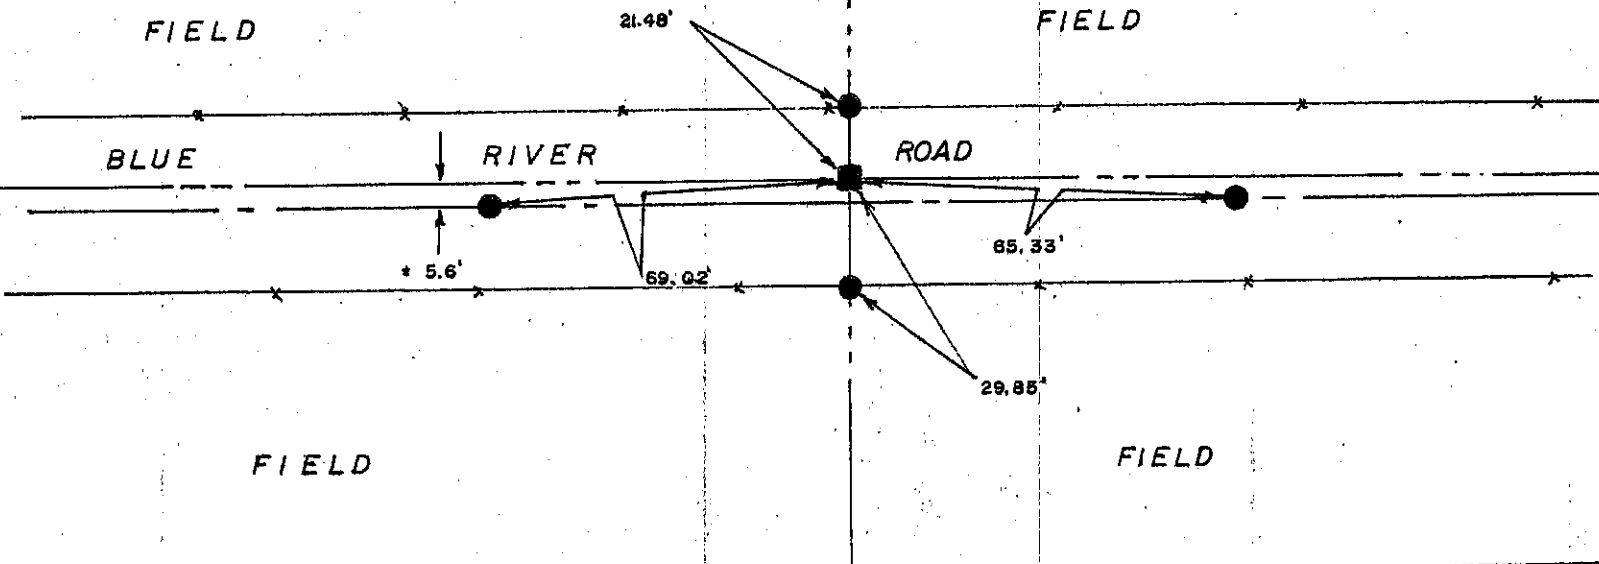 FIELD
21.48'
FIELD
BLUE RIVER ROAD
65.33'
* 5.6'
69.02'
29.85'
FIELD
FIELD